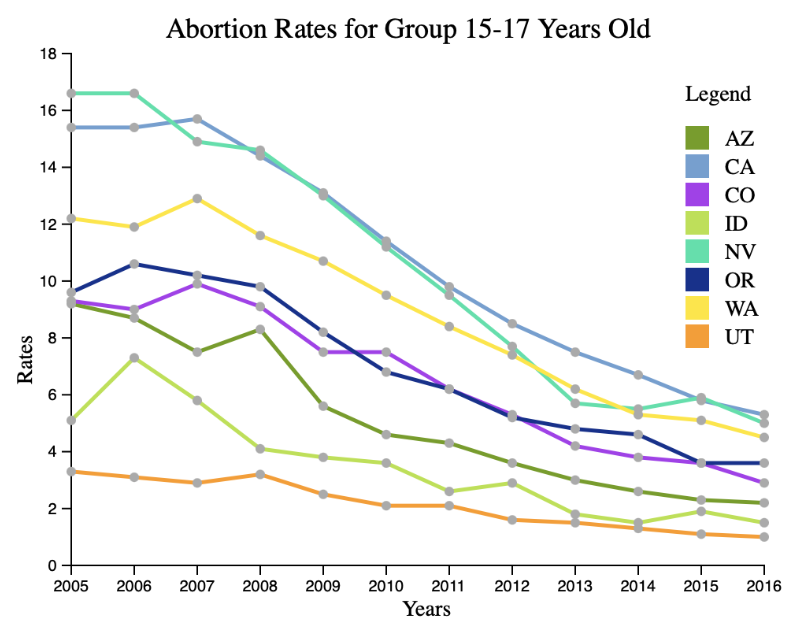 Abortion Rates for Group 15-17 Years Old
18
16
14
12
10
8
6
4
2
0
Rates
2005 2006 2007 2008 2009 2010 2011 2012 2013 2014 2015 2016
Years
Legend
AZ
CA
CO
ID
NV
OR
WA
UT